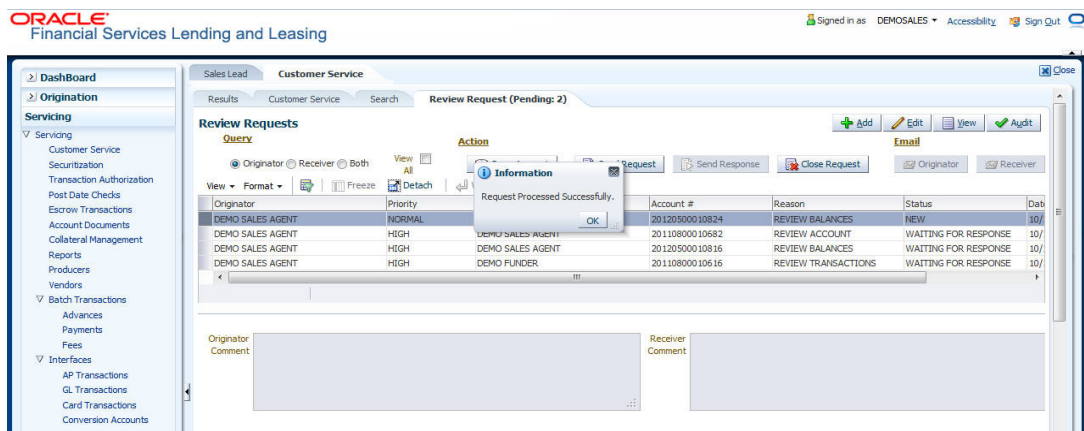 ORACLE
Financial Services Lending and Leasing
Signed in as DEMOSALES Accessibility Sign Out
Close
DashBoard
Origination
Servicing
Servicing
Customer Service
Securitization
Transaction Authorization
Post Date Checks
Escrow Transactions
Account Documents
Collateral Management
Reports
Producers
Vendors
Batch Transactions
Advances
Payments
Fees
Interfaces
AP Transactions
GL Transactions
Card Transactions
Conversion Accounts
Sales Lead Customer Service
Results Customer Service Search Review Request (Pending: 2)
Review Requests
Add Edit View Audit
Query Action Email
Originator Receiver Both View All
Request Send Response Close Request Originator Receiver
View Format Freeze Detach
Information
Request Processed Successfully.
OK
Originator Priority Account # Reason Status Dat
DEMO SALES AGENT NORMAL 20120500010824 REVIEW BALANCES NEW 10/
DEMO SALES AGENT HIGH DEMO SALES AGENT 20110800010682 REVIEW ACCOUNT WAITING FOR RESPONSE 10/
DEMO SALES AGENT HIGH DEMO SALES AGENT 20120500010816 REVIEW BALANCES WAITING FOR RESPONSE 10/
DEMO SALES AGENT HIGH DEMO FUNDER 20110800010616 REVIEW TRANSACTIONS WAITING FOR RESPONSE 10/
Originator Comment
Receiver Comment